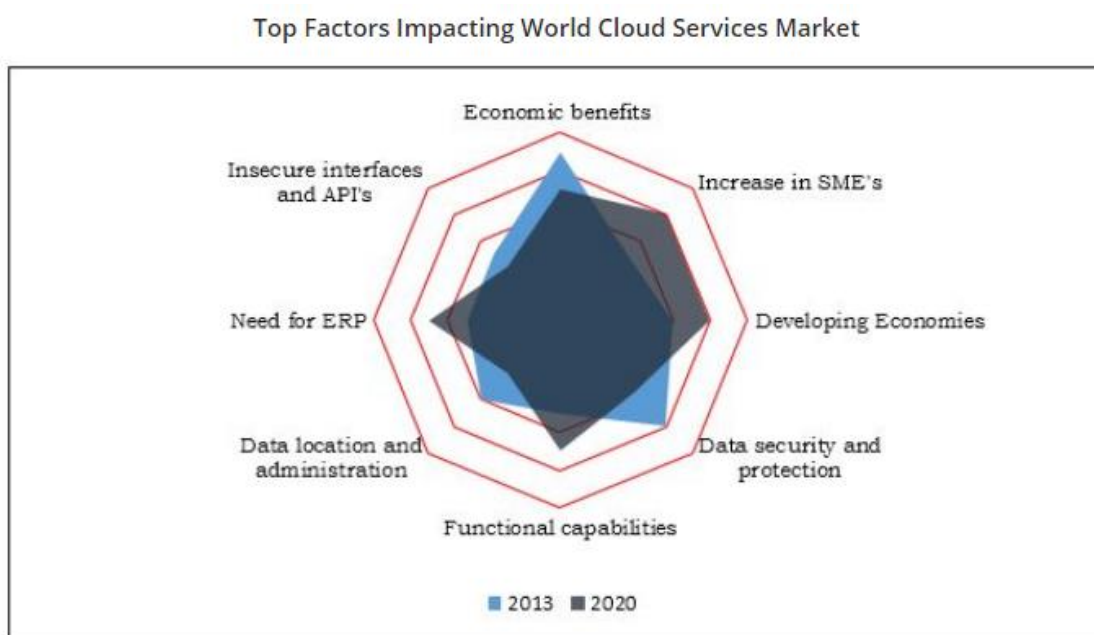 Top Factors Impacting World Cloud Services Market
Economic benefits
Insecure interfaces
and API's
Increase in SME's
Need for ERP
Developing Economies
Data location and
administration
Data security and
protection
Functional capabilities
2013 2020